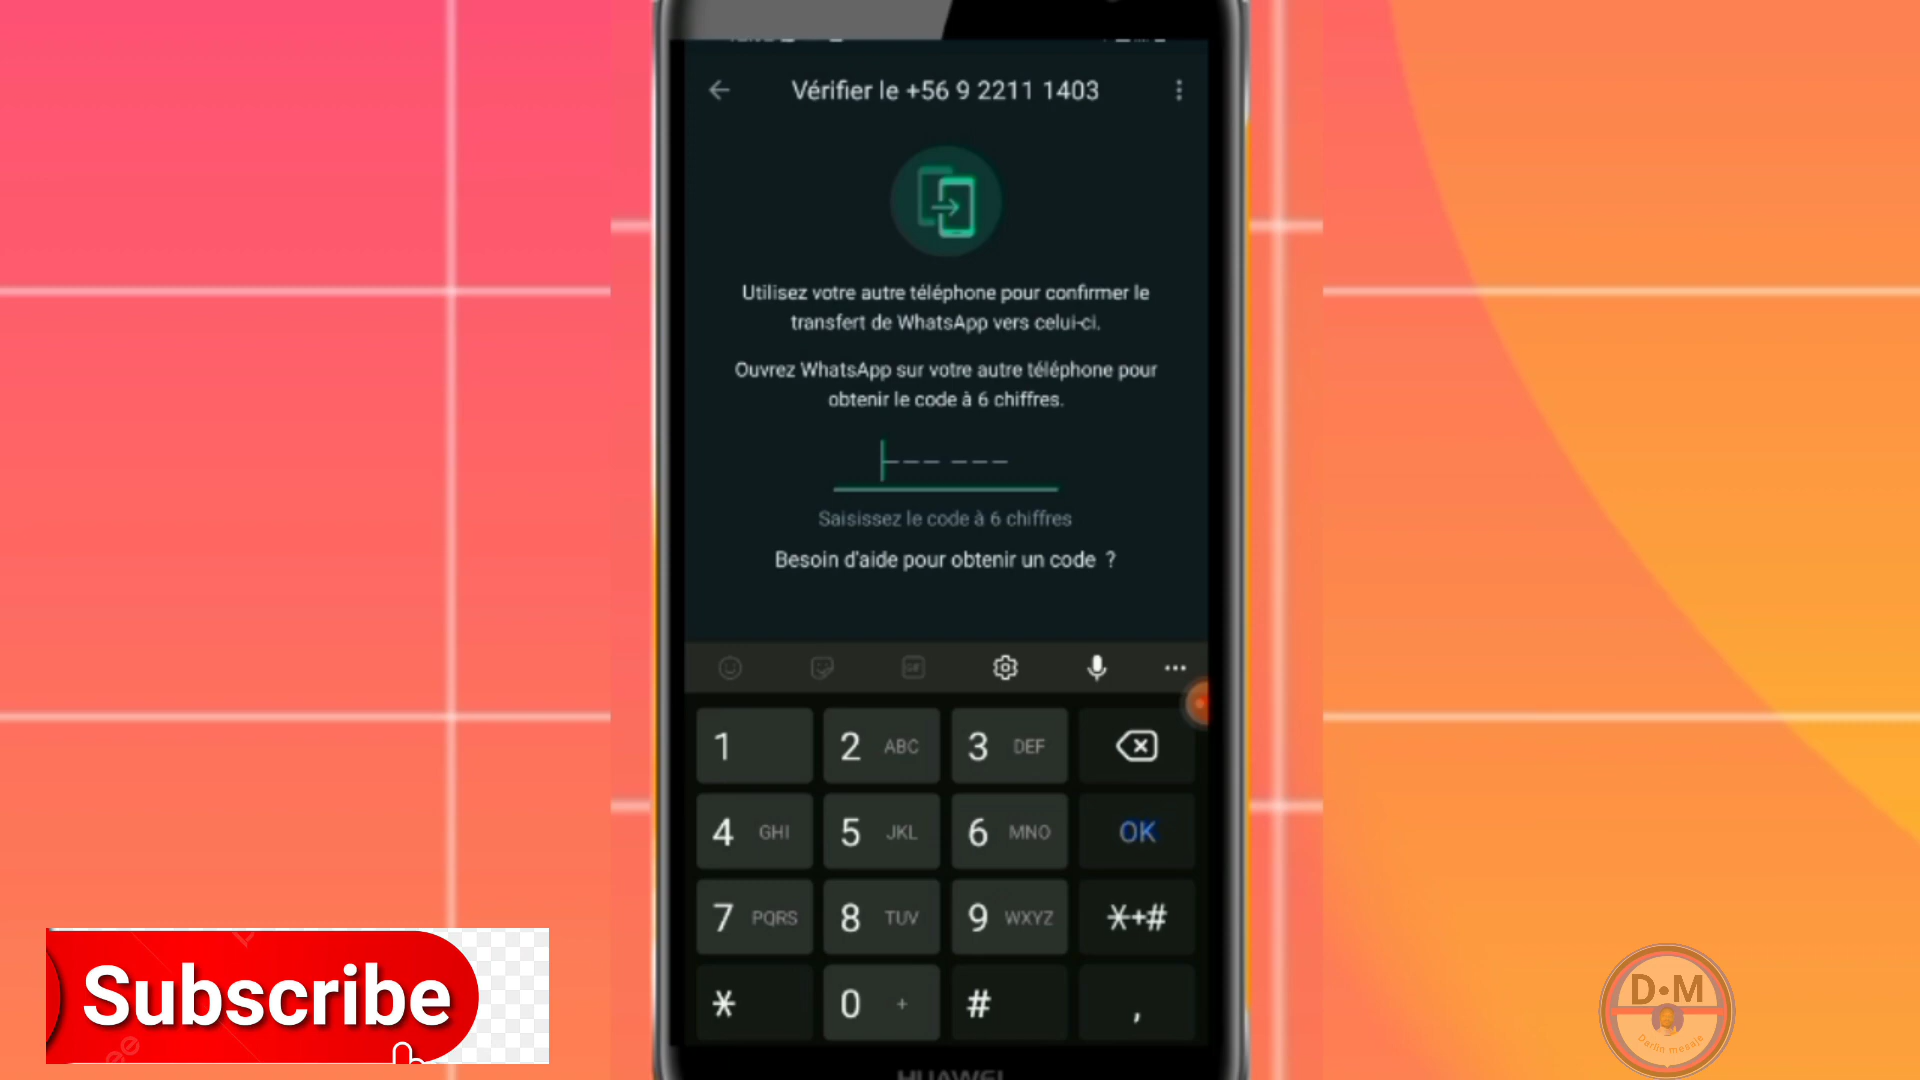 Vérifier le +56 9 2211 1403
Utilisez votre autre téléphone pour confirmer le
transfert de WhatsApp vers celui-ci.
Ouvrez WhatsApp sur votre autre téléphone pour
obtenir le code à 6 chiffres.
Saisissez le code à 6 chiffres
Besoin d'aide pour obtenir un code ?
GIF
1
2 ABC
3 DEF
4 GHI
5 JKL
6 MNO
OK
7 PQRS
8 TUV
9 WXYZ
*+#
*
0 +
#
,
HUAWEI
Subscribe
D•M